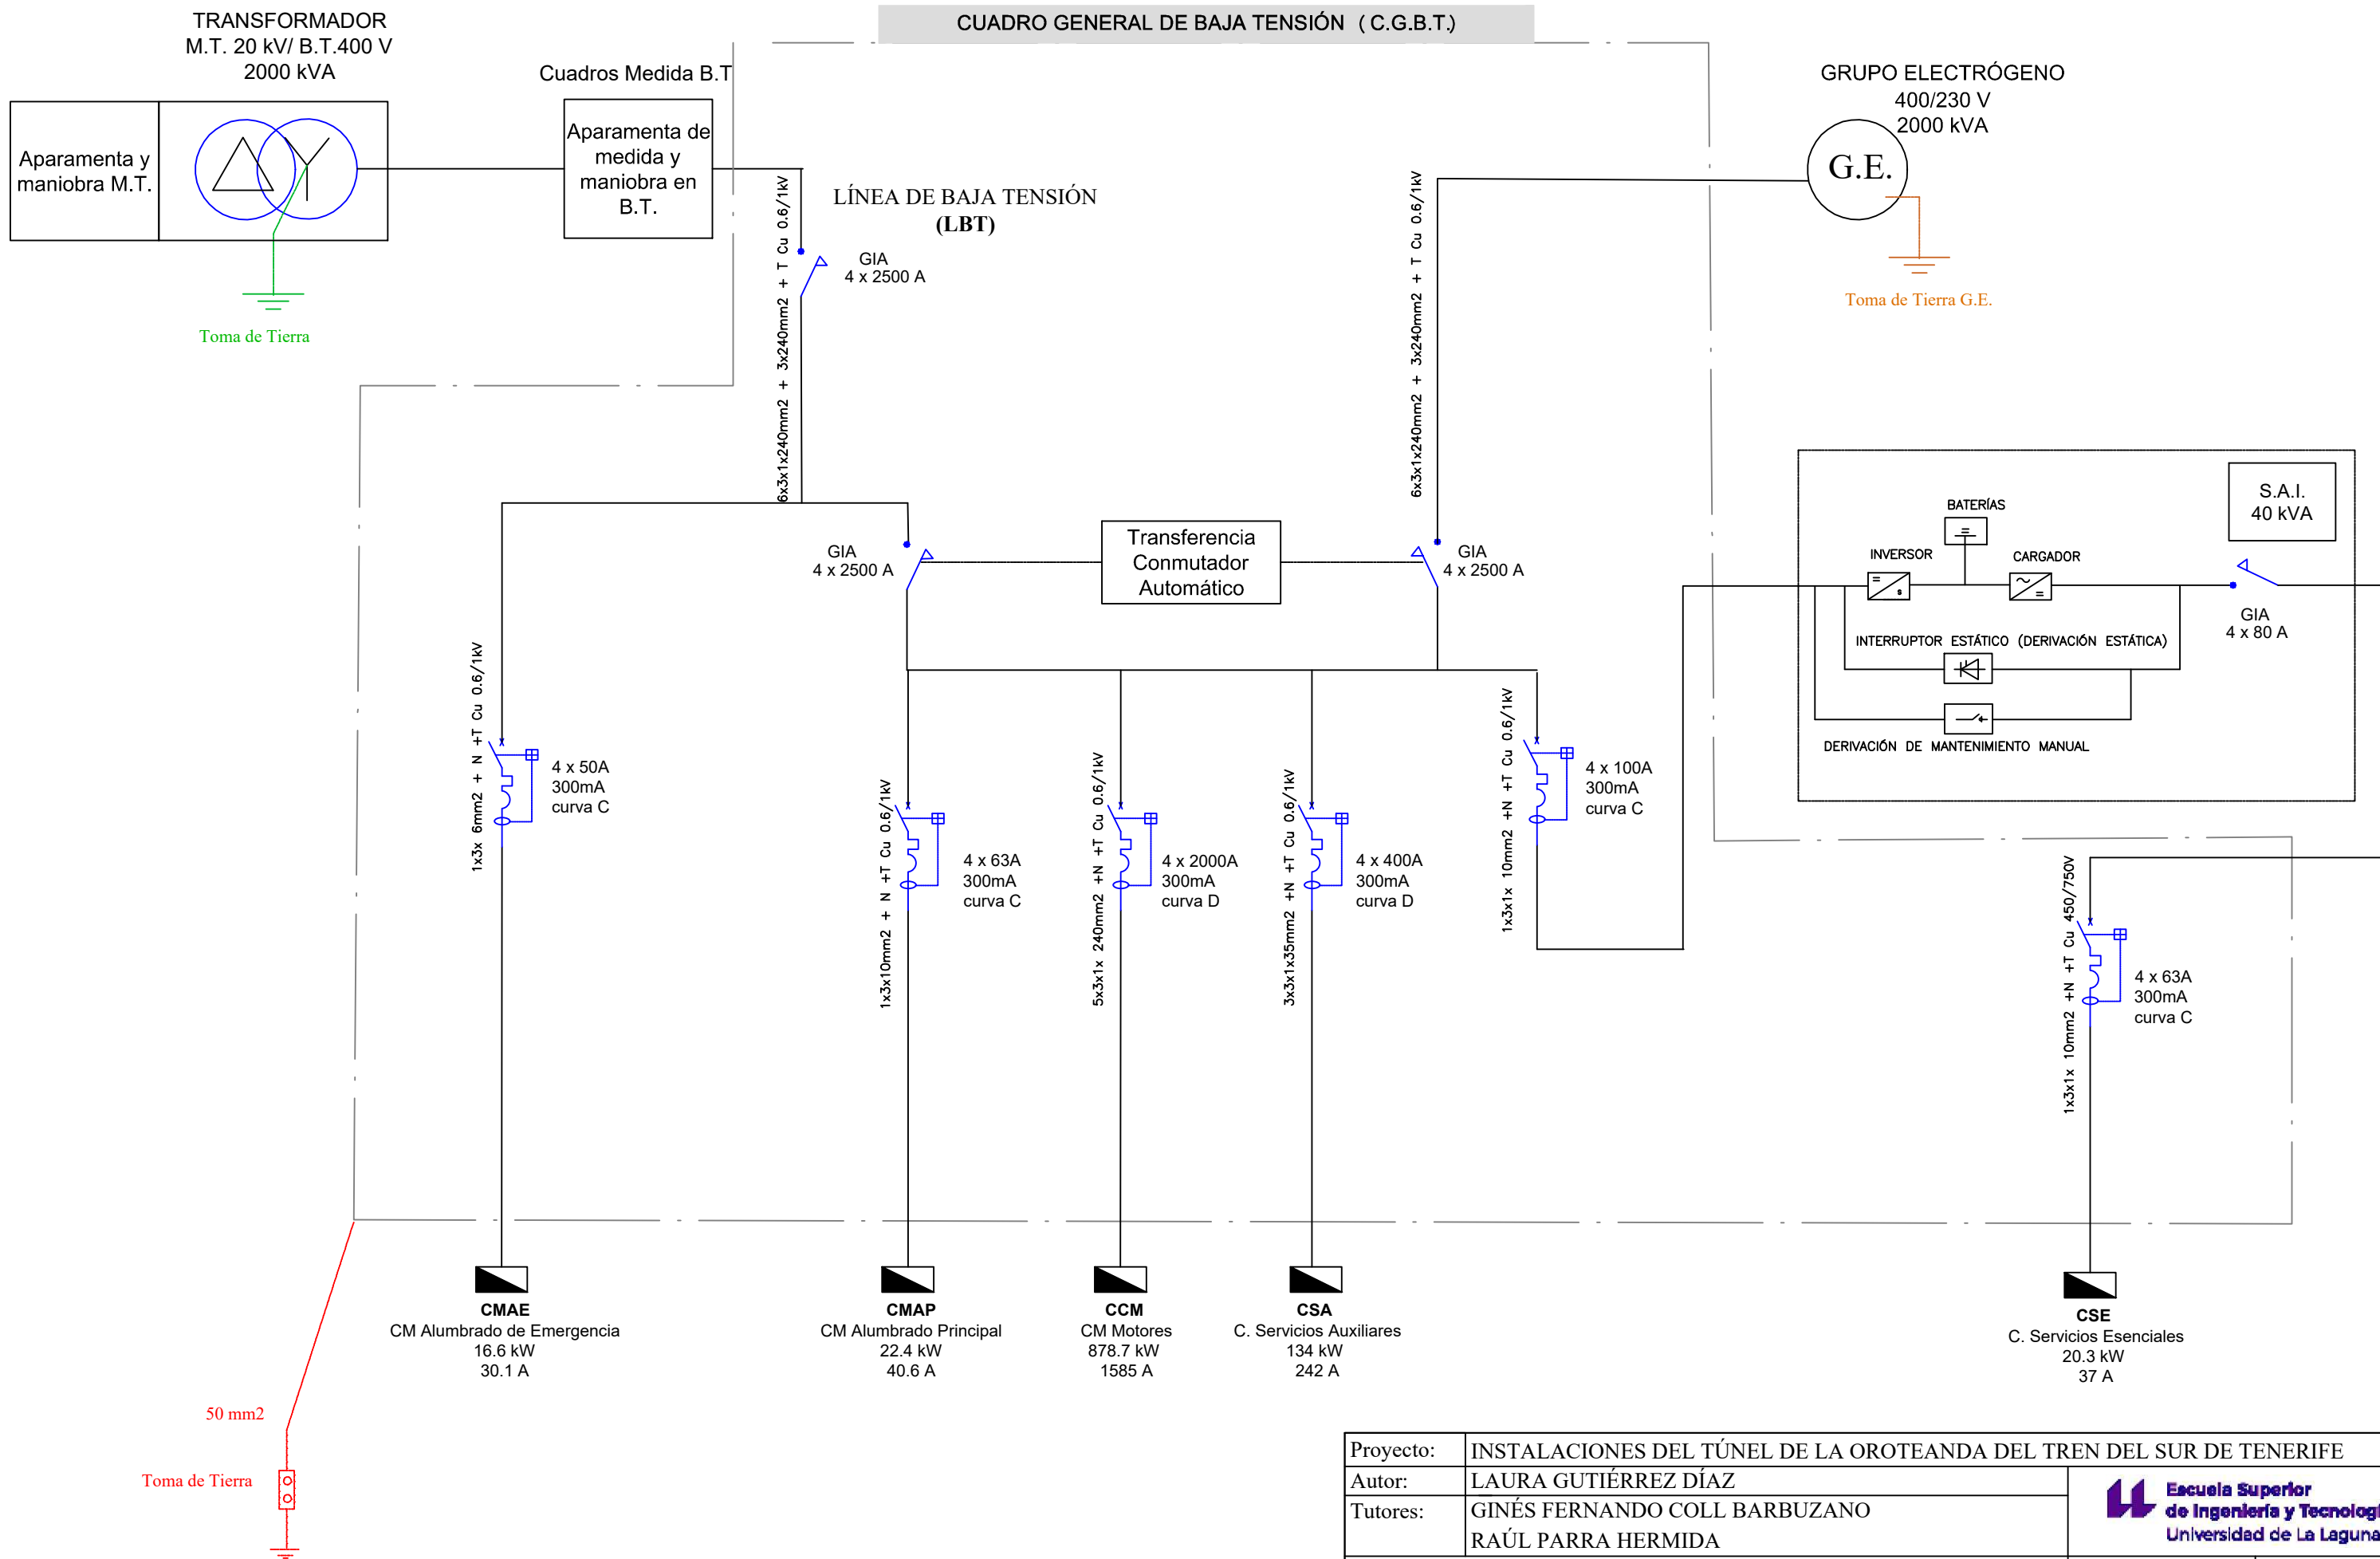 CUADRO GENERAL DE BAJA TENSIÓN ( C.G.B.T.)
TRANSFORMADOR
M.T. 20 kV/ B.T.400 V
2000 kVA
Aparamenta y
maniobra M.T.
Toma de Tierra
Cuadros Medida B.T
Aparamenta de
medida y
maniobra en
B.T.
6x3x1x240mm2 + 3x240mm2 + T Cu 0.6/1kV
LÍNEA DE BAJA TENSIÓN
(LBT)
GIA
4 x 2500 A
6x3x1x240mm2 + 3x240mm2 + T Cu 0.6/1kV
GRUPO ELECTRÓGENO
400/230 V
2000 kVA
G.E.
Toma de Tierra G.E.
GIA
4 x 2500 A
Transferencia
Conmutador
Automático
GIA
4 x 2500 A
S.A.I.
40 kVA
BATERÍAS
INVERSOR
CARGADOR
GIA
4 x 80 A
INTERRUPTOR ESTÁTICO (DERIVACIÓN ESTÁTICA)
DERIVACIÓN DE MANTENIMIENTO MANUAL
1x3x 6mm2 + N +T Cu 0.6/1kV
4 x 50A
300mA
curva C
1x3x10mm2 + N +T Cu 0.6/1kV
4 x 63A
300mA
curva C
5x3x1x 240mm2 +N +T Cu 0.6/1kV
4 x 2000A
300mA
curva D
3x3x1x35mm2 +N +T Cu 0.6/1kV
4 x 400A
300mA
curva D
1x3x1x 10mm2 +N +T Cu 0.6/1kV
4 x 100A
300mA
curva C
1x3x1x 10mm2 +N +T Cu 450/750V
4 x 63A
300mA
curva C
CMAE
CM Alumbrado de Emergencia
16.6 kW
30.1 A
CMAP
CM Alumbrado Principal
22.4 kW
40.6 A
CCM
CM Motores
878.7 kW
1585 A
CSA
C. Servicios Auxiliares
134 kW
242 A
CSE
C. Servicios Esenciales
20.3 kW
37 A
50 mm2
Toma de Tierra
Proyecto: INSTALACIONES DEL TÚNEL DE LA OROTEANDA DEL TREN DEL SUR DE TENERIFE
Autor: LAURA GUTIÉRREZ DÍAZ
Tutores: GINÉS FERNANDO COLL BARBUZANO
RAÚL PARRA HERMIDA
Escuela Superior
de Ingeniería y Tecnologí
Universidad de La Laguna